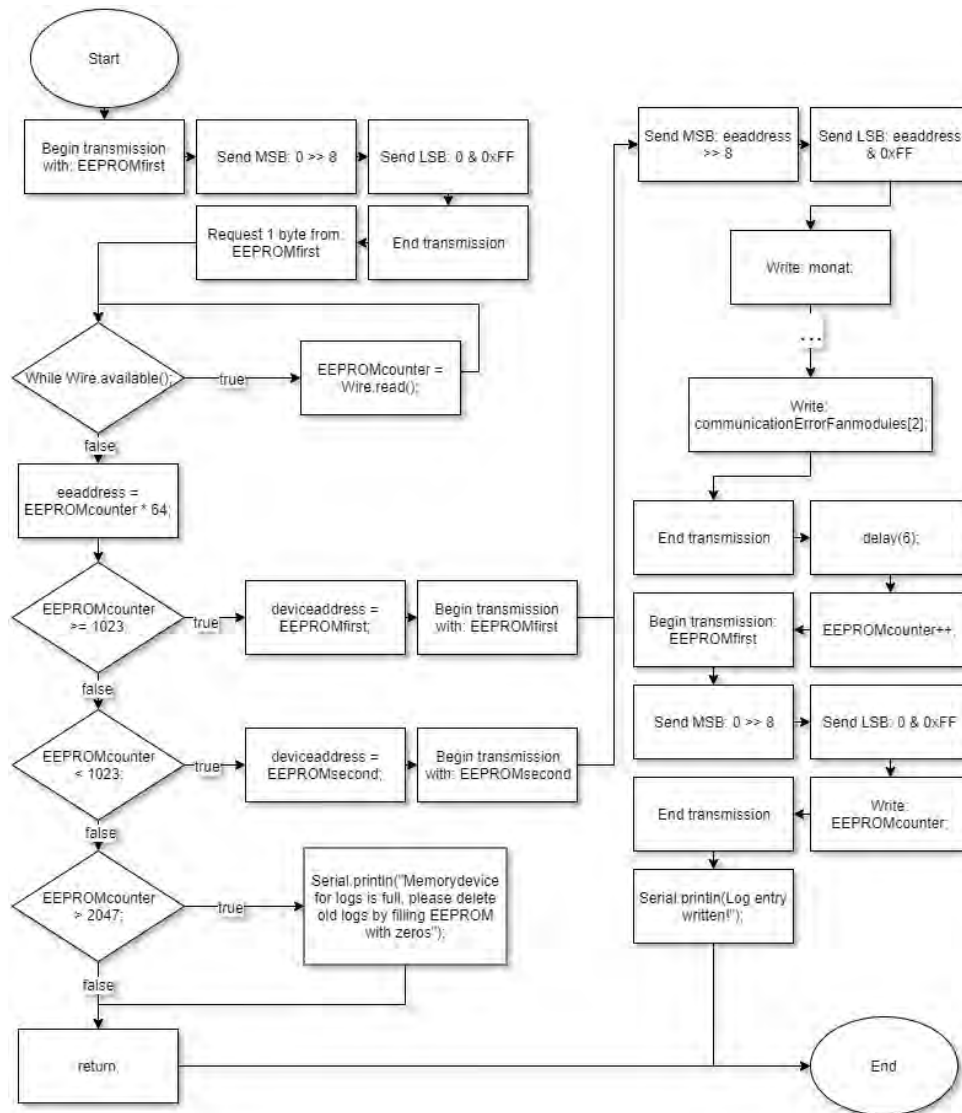 Start
Begin transmission
with: EEPROMfirst
Send MSB: 0 >> 8
Send LSB: 0 & 0xFF
End transmission
Request 1 byte from:
EEPROMfirst
While Wire.available();
true
EEPROMcounter =
Wire.read();
false
eeaddress =
EEPROMcounter * 64;
EEPROMcounter
>= 1023
true
deviceaddress =
EEPROMfirst;
Begin transmission
with: EEPROMfirst
false
EEPROMcounter
< 1023;
true
deviceaddress =
EEPROMsecond;
Begin transmission
with: EEPROMsecond
false
EEPROMcounter
> 2047;
true
Serial.println("Memorydevice
for logs is full, please delete
old logs by filling EEPROM
with zeros");
false
return
Send MSB: eeaddress
>> 8
Send LSB: eeaddress
& 0xFF
Write: monat;
...
Write:
communicationErrorFanmodules[2];
End transmission
delay(6);
EEPROMcounter++
Begin transmission:
EEPROMfirst
Send MSB: 0 >> 8
Send LSB: 0 & 0xFF
Write:
EEPROMcounter;
End transmission
Serial.println(Log entry
written!");
End